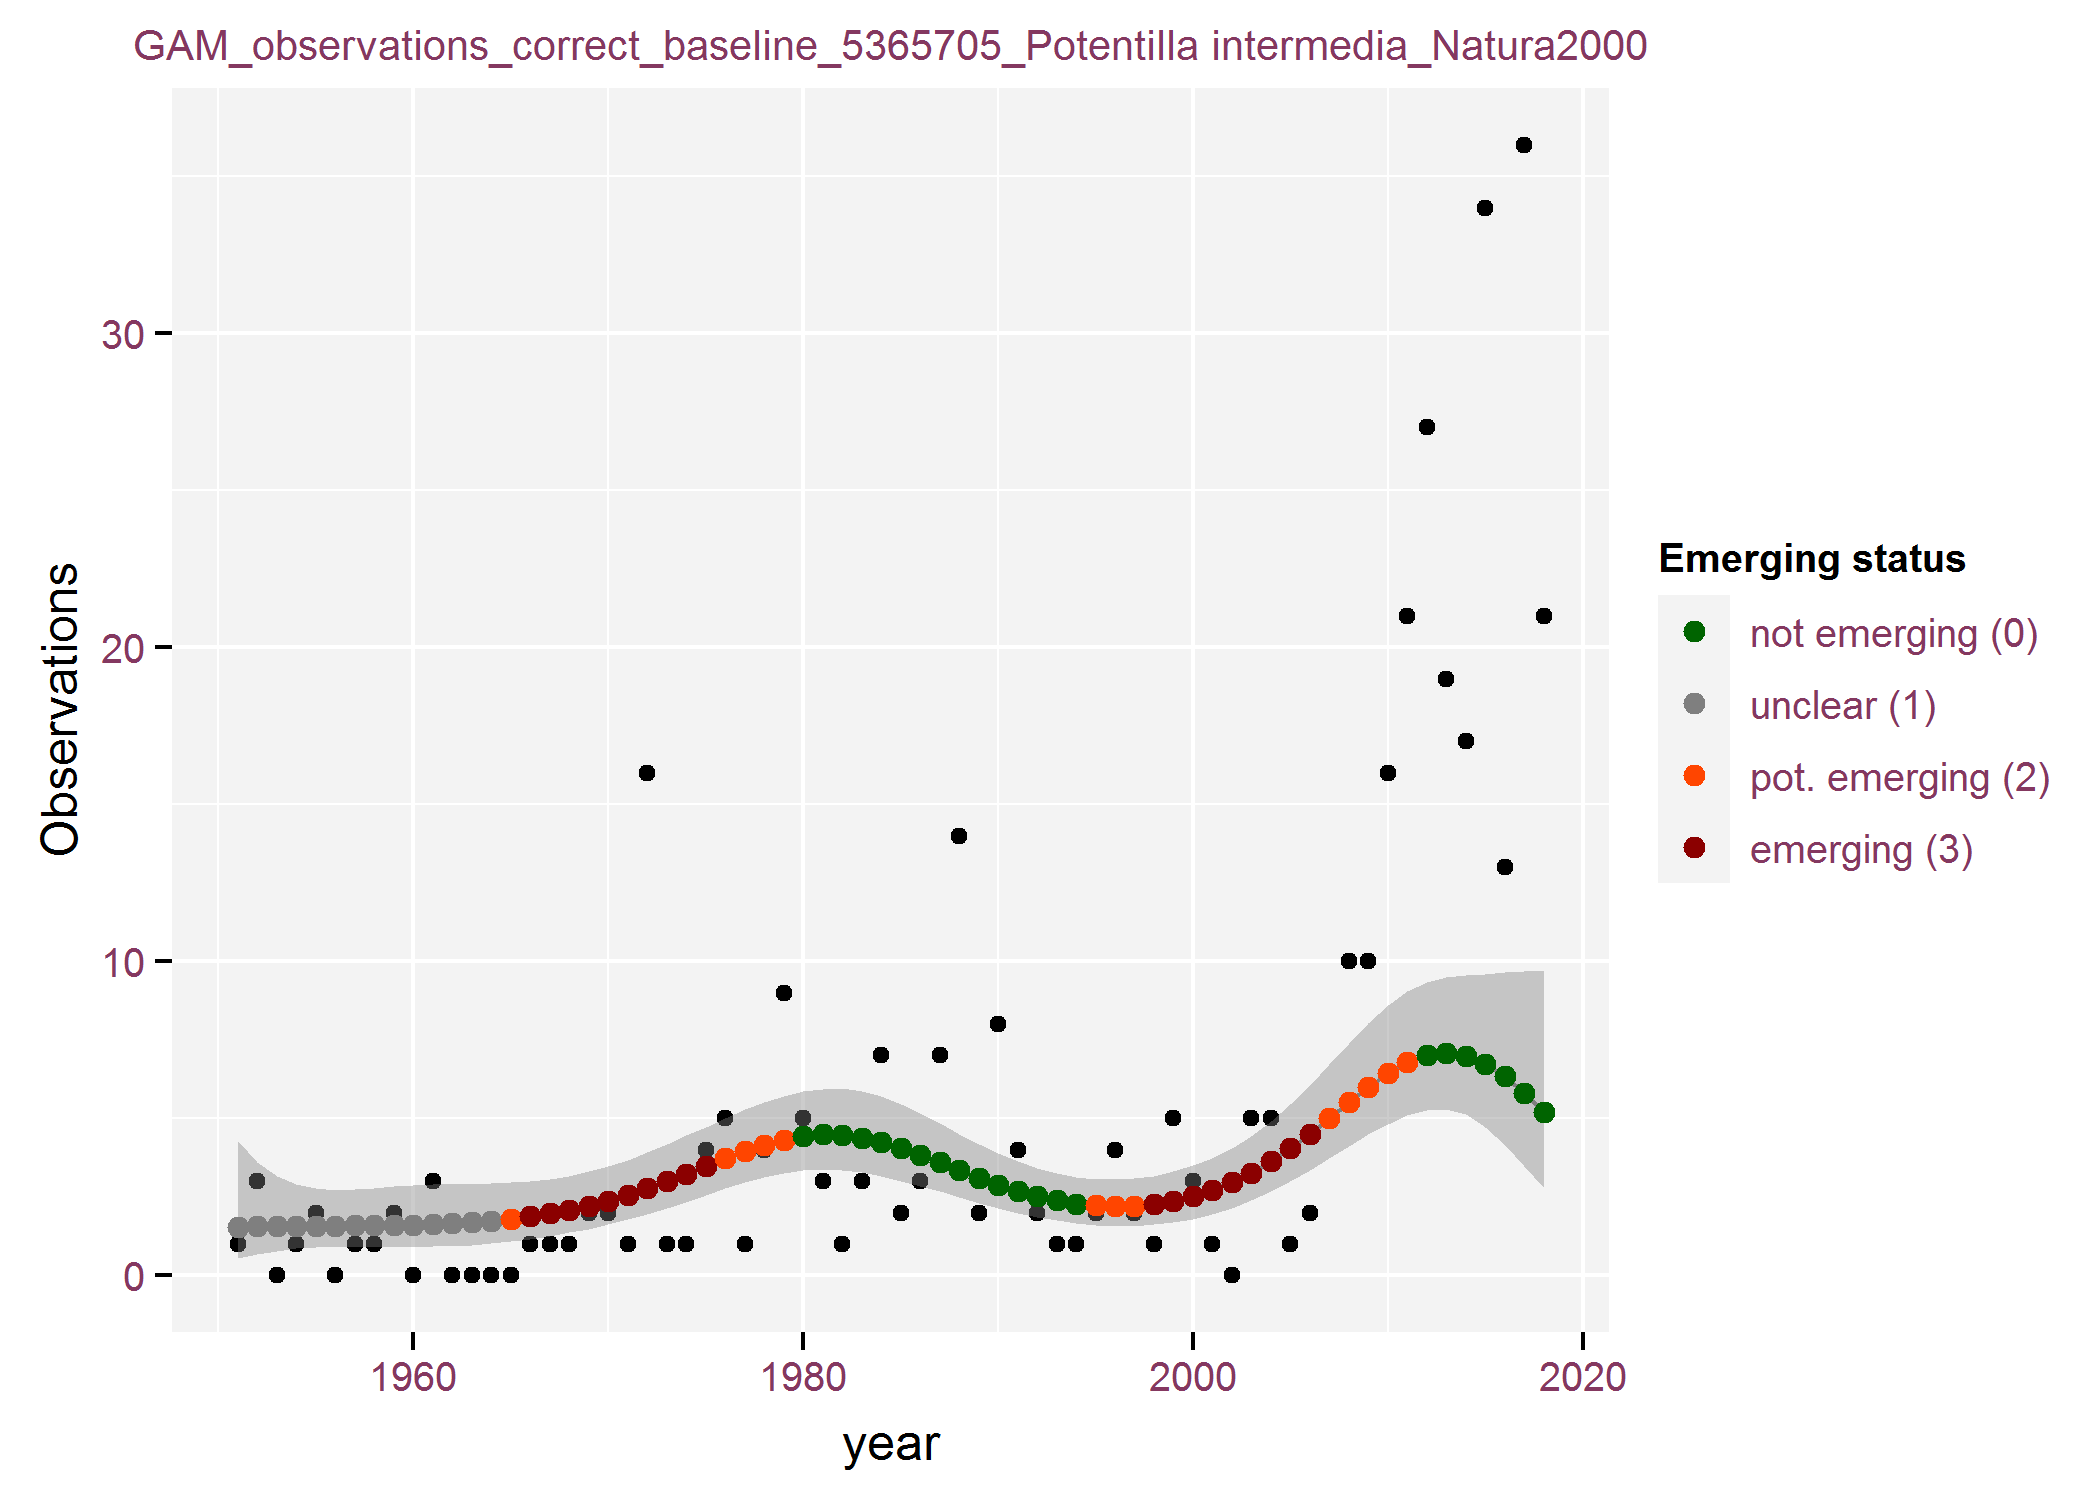 GAM_observations_correct_baseline_5365705_Potentilla intermedia_Natura2000
Observations
30
20
10
0
1960
1980
2000
2020
year
Emerging status
not emerging (0)
unclear (1)
pot. emerging (2)
emerging (3)